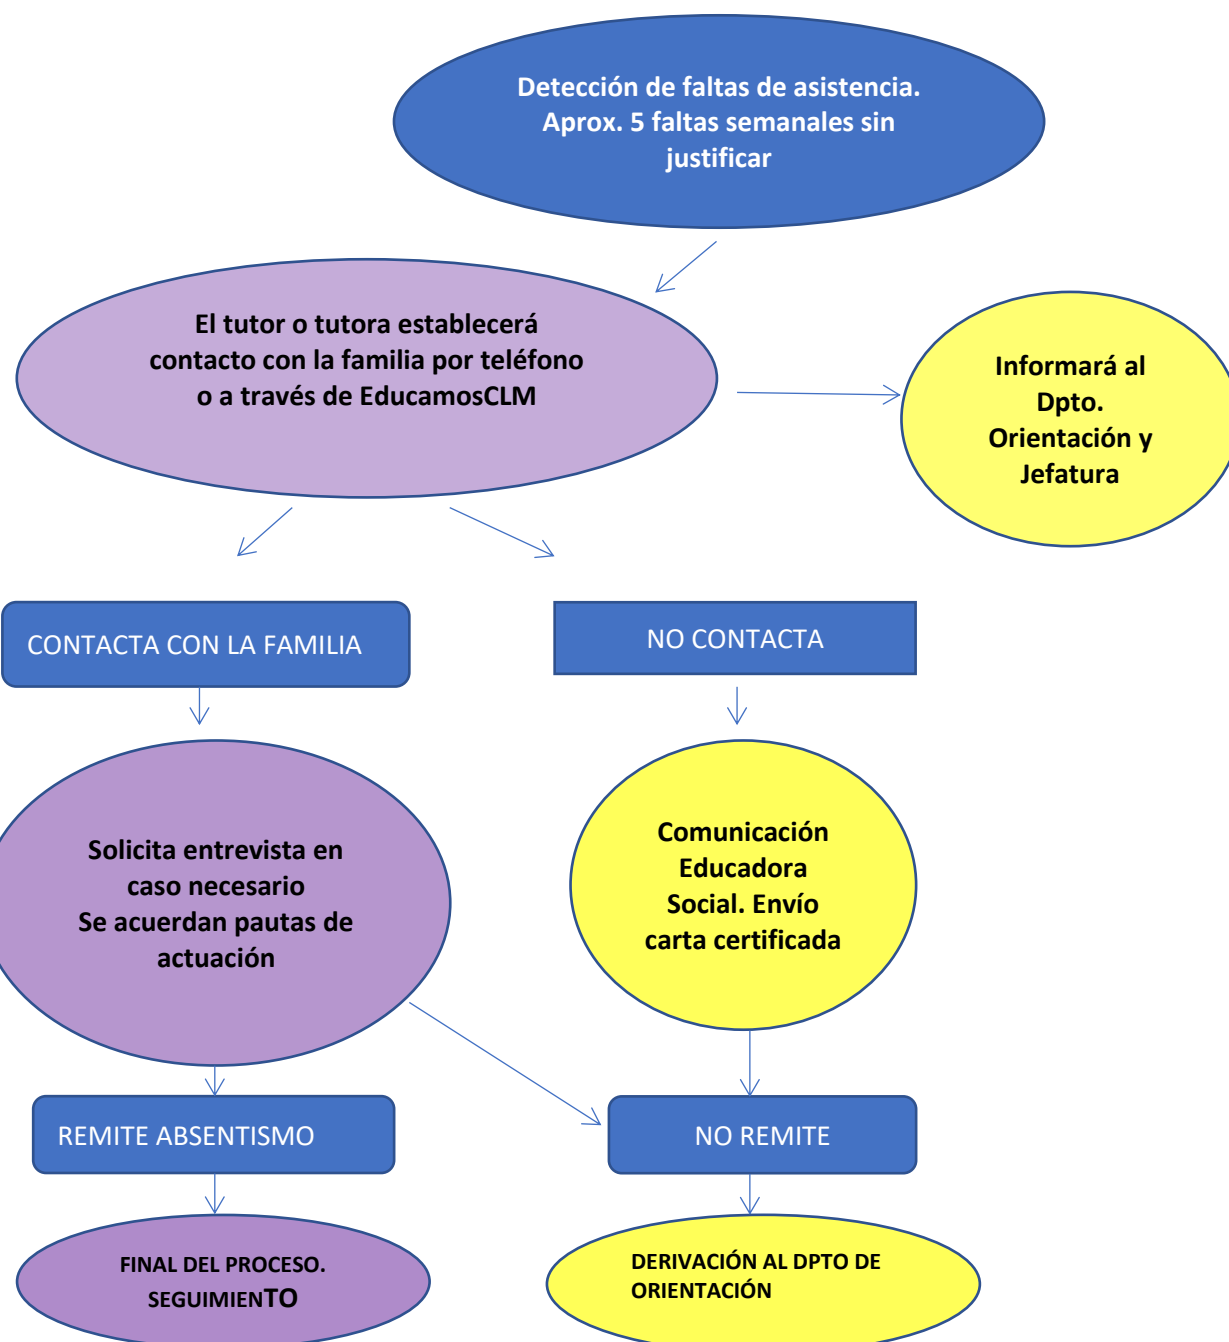 Detección de faltas de asistencia.
Aprox. 5 faltas semanales sin
justificar
El tutor o tutora establecerá
contacto con la familia por teléfono
o a través de EducamosCLM
Informará al
Dpto.
Orientación y
Jefatura
CONTACTA CON LA FAMILIA
NO CONTACTA
Solicita entrevista en
caso necesario
Se acuerdan pautas de
actuación
Comunicación
Educadora
Social. Envío
carta certificada
REMITE ABSENTISMO
NO REMITE
FINAL DEL PROCESO.
SEGUIMIENTO
DERIVACIÓN AL DPTO DE
ORIENTACIÓN